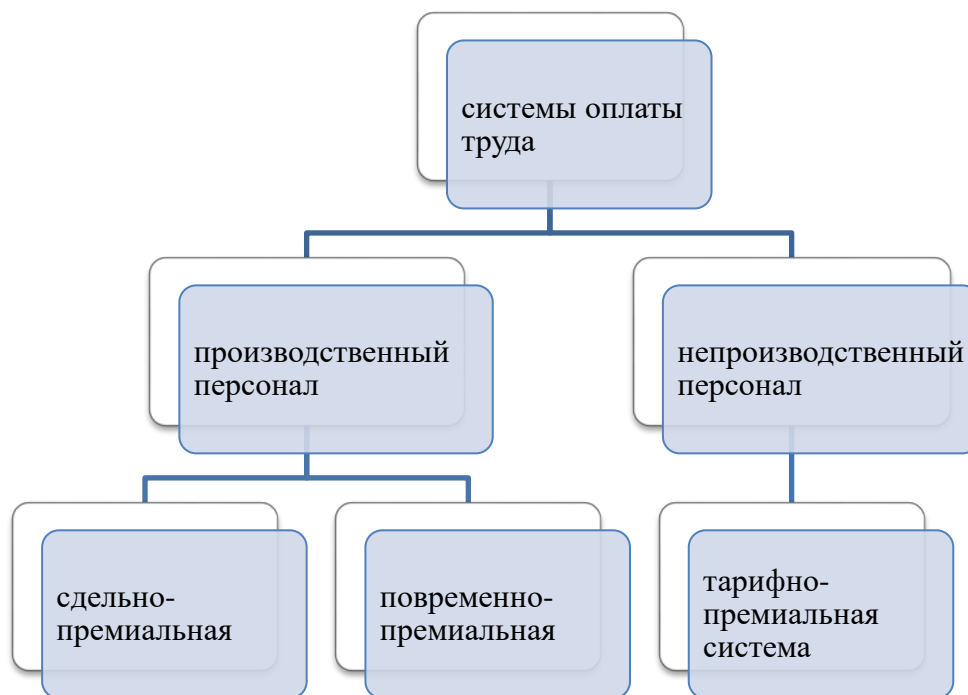 системы оплаты
труда
производственный
персонал
непроизводственный
персонал
сдельно-
премиальная
повременно-
премиальная
тарифно-
премиальная
система